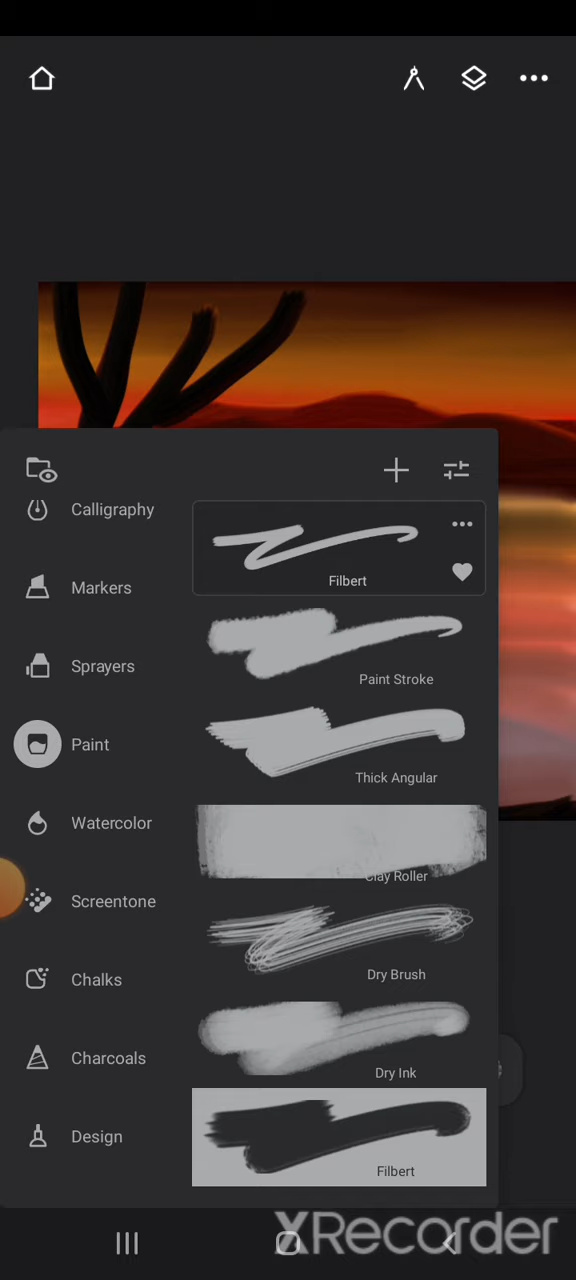 Calligraphy
Markers
Sprayers
Paint
Watercolor
Screentone
Chalks
Charcoals
Design
Filbert
Paint Stroke
Thick Angular
Clay Roller
Dry Brush
Dry Ink
Filbert
XRecorder